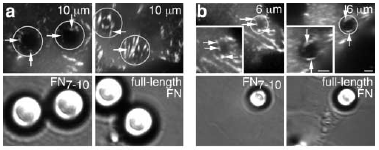 a 10 μm 10 μm
FN7-10 full-length FN
b 6 μm 6 μm
FN7-10 full-length FN